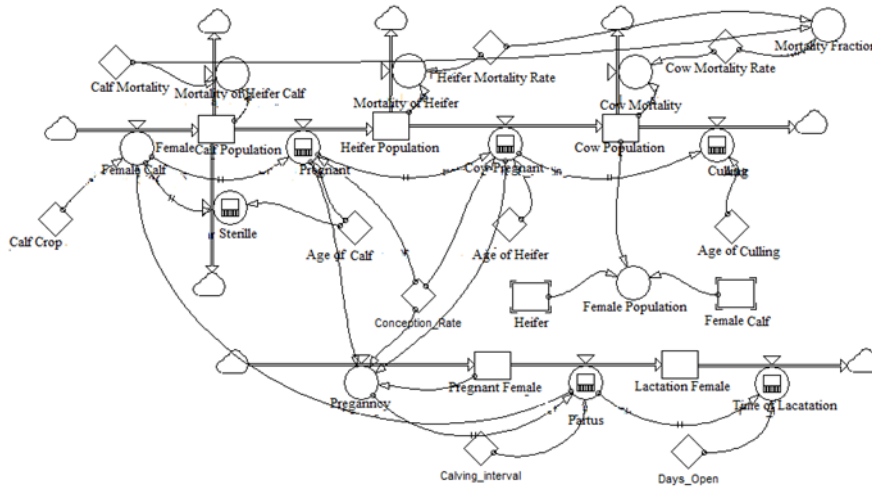 Mortality Fraction
Calf Mortality
Heifer Mortality Rate
Cow Mortality Rate
Mortality of Heifer Calf
Mortality of Heifer
Cow Mortality
Female Calf Population
Heifer Population
Cow Population
Female Calf
Pregnant
Cow Pregnant
Culling
Calf Crop
Sterille
Age of Calf
Age of Heifer
Age of Culling
Conception_Rate
Heifer
Female Population
Female Calf
Pregnant Female
Lactation Female
Pregnancy
Partus
Time of Lacatation
Calving_interval
Days_Open